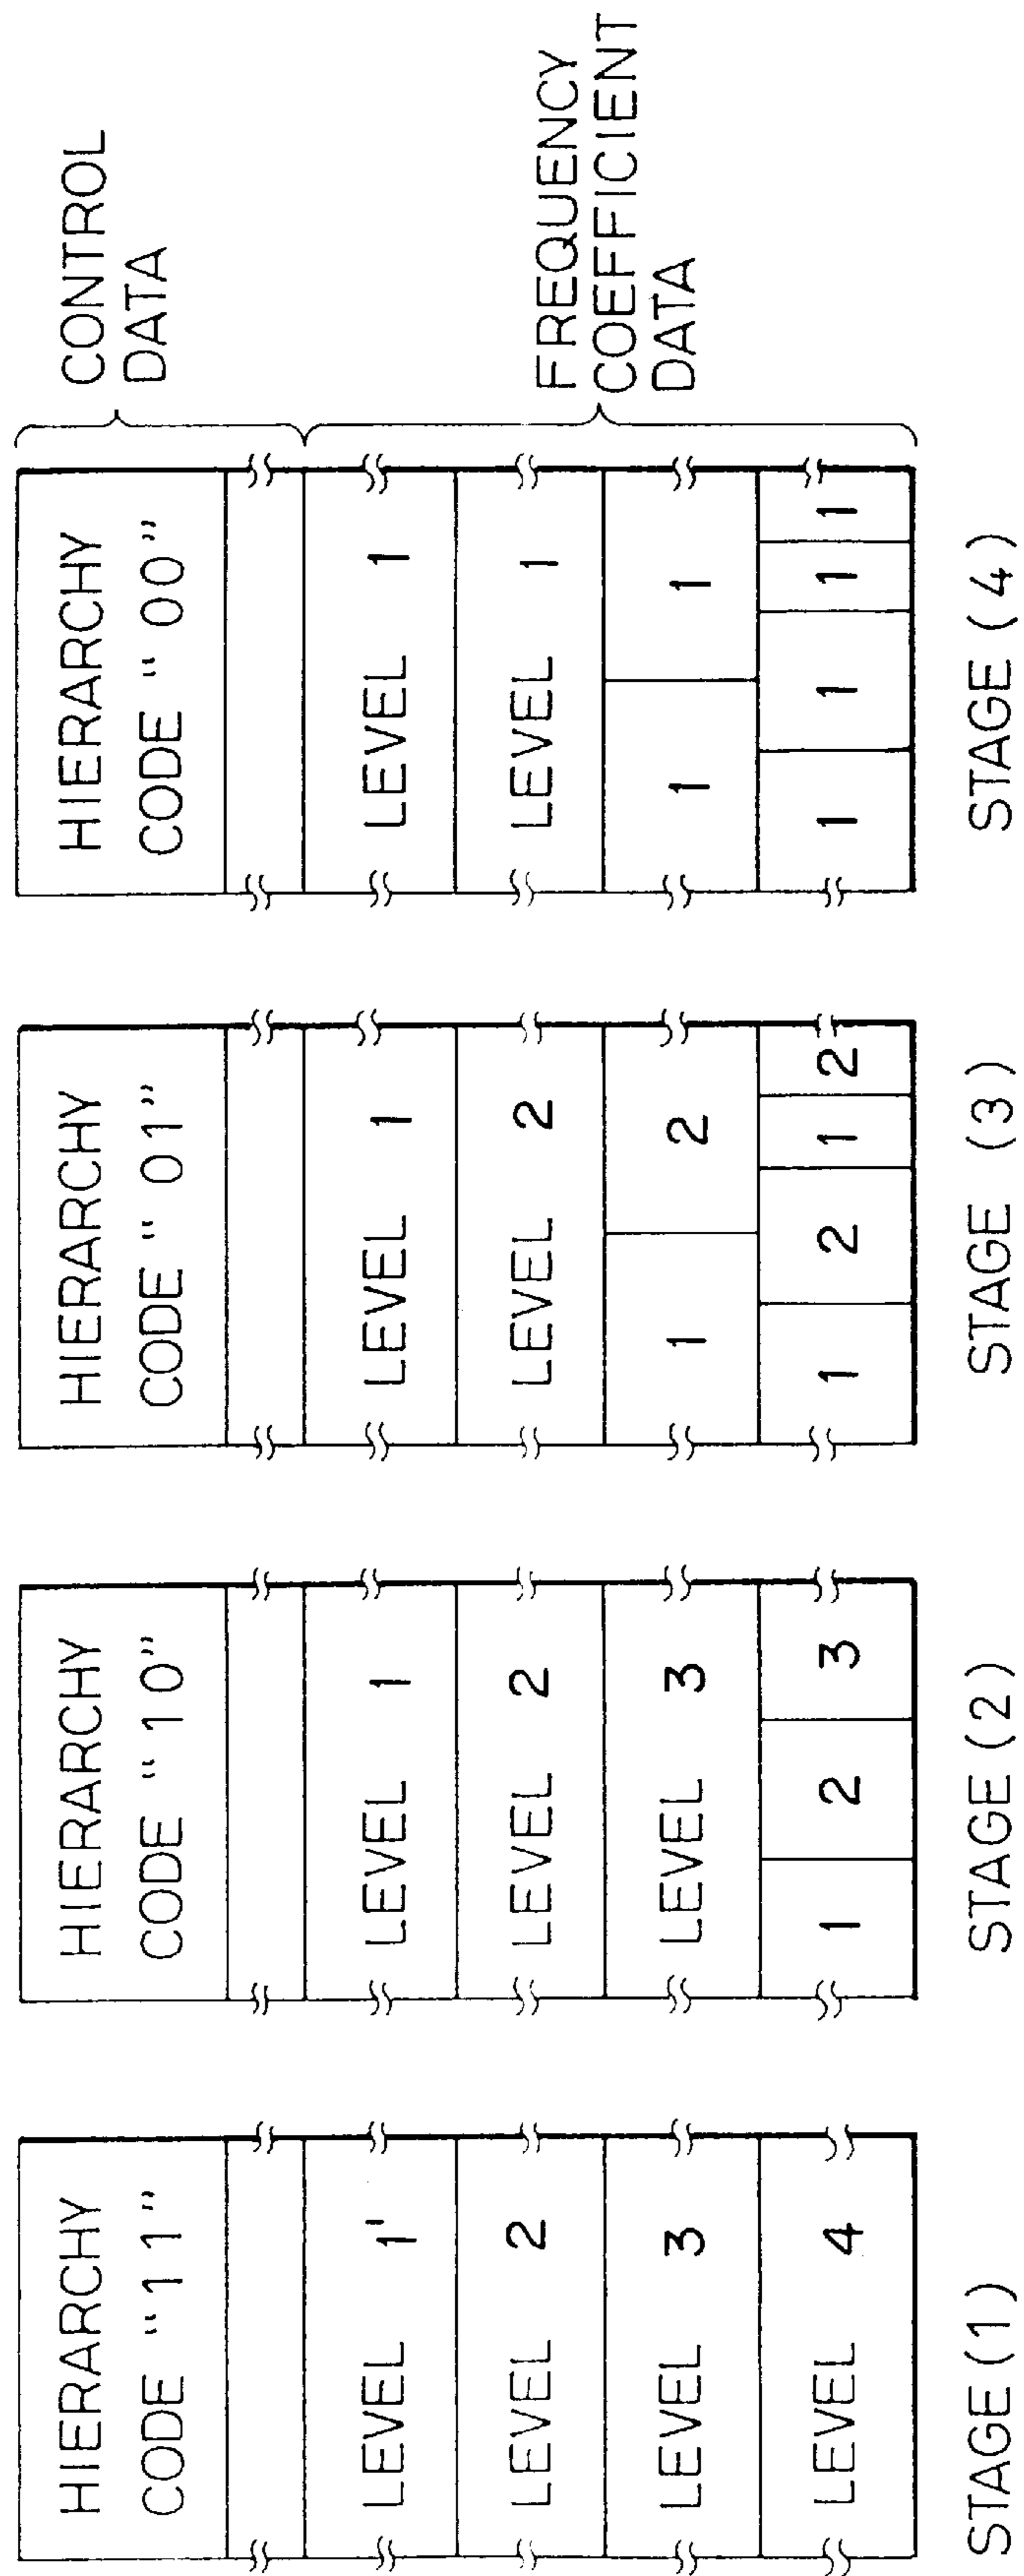 HIERARCHY
CODE "11"
LEVEL 1'
LEVEL 2
LEVEL 3
LEVEL 4
STAGE (1)
HIERARCHY
CODE "10"
LEVEL 1
LEVEL 2
LEVEL 3
1 2 3
STAGE (2)
HIERARCHY
CODE "01"
LEVEL 1
LEVEL 2
1 2
1 2 1 2
STAGE (3)
HIERARCHY
CODE "00"
LEVEL 1
LEVEL 1
1 1
1 1 1 1
STAGE (4)
CONTROL
DATA
FREQUENCY
COEFFICIENT
DATA